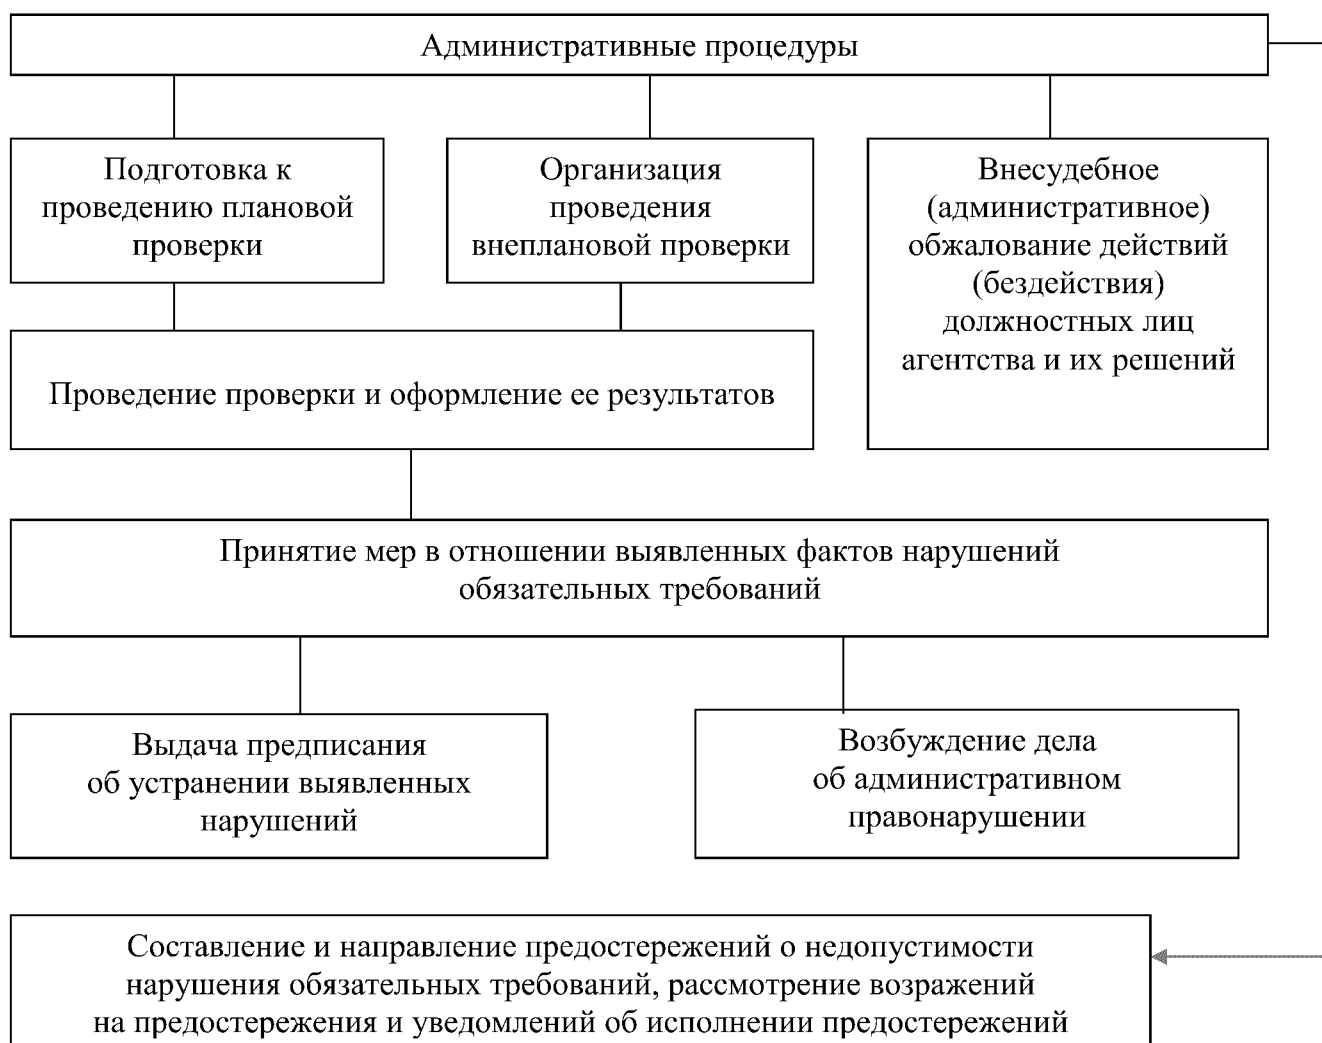 Административные процедуры
Подготовка к
проведению плановой
проверки
Организация
проведения
внеплановой проверки
Внесудебное
(административное)
обжалование действий
(бездействия)
должностных лиц
агентства и их решений
Проведение проверки и оформление ее результатов
Принятие мер в отношении выявленных фактов нарушений
обязательных требований
Выдача предписания
об устранении выявленных
нарушений
Возбуждение дела
об административном
правонарушении
Составление и направление предостережений о недопустимости
нарушения обязательных требований, рассмотрение возражений
на предостережения и уведомлений об исполнении предостережений